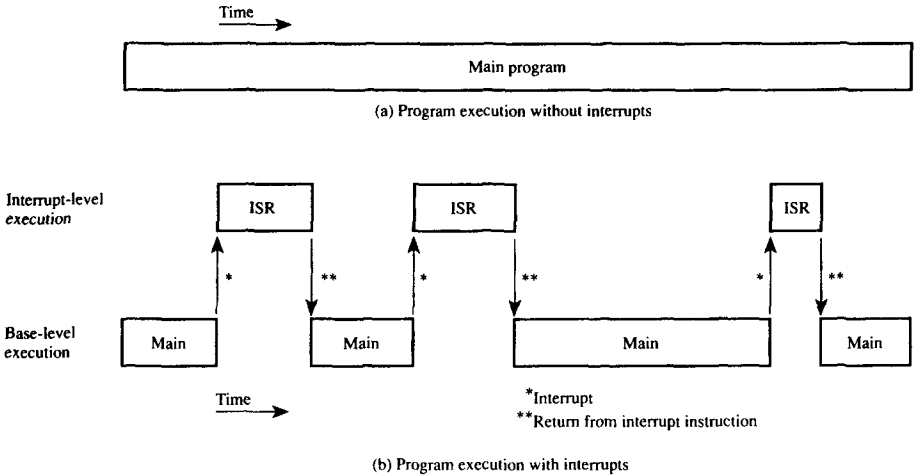 Time
Main program
(a) Program execution without interrupts
Interrupt-level
execution
ISR
ISR
ISR
*
**
*
**
*
**
Base-level
execution
Main
Main
Main
Main
Time
*Interrupt
**Return from interrupt instruction
(b) Program execution with interrupts